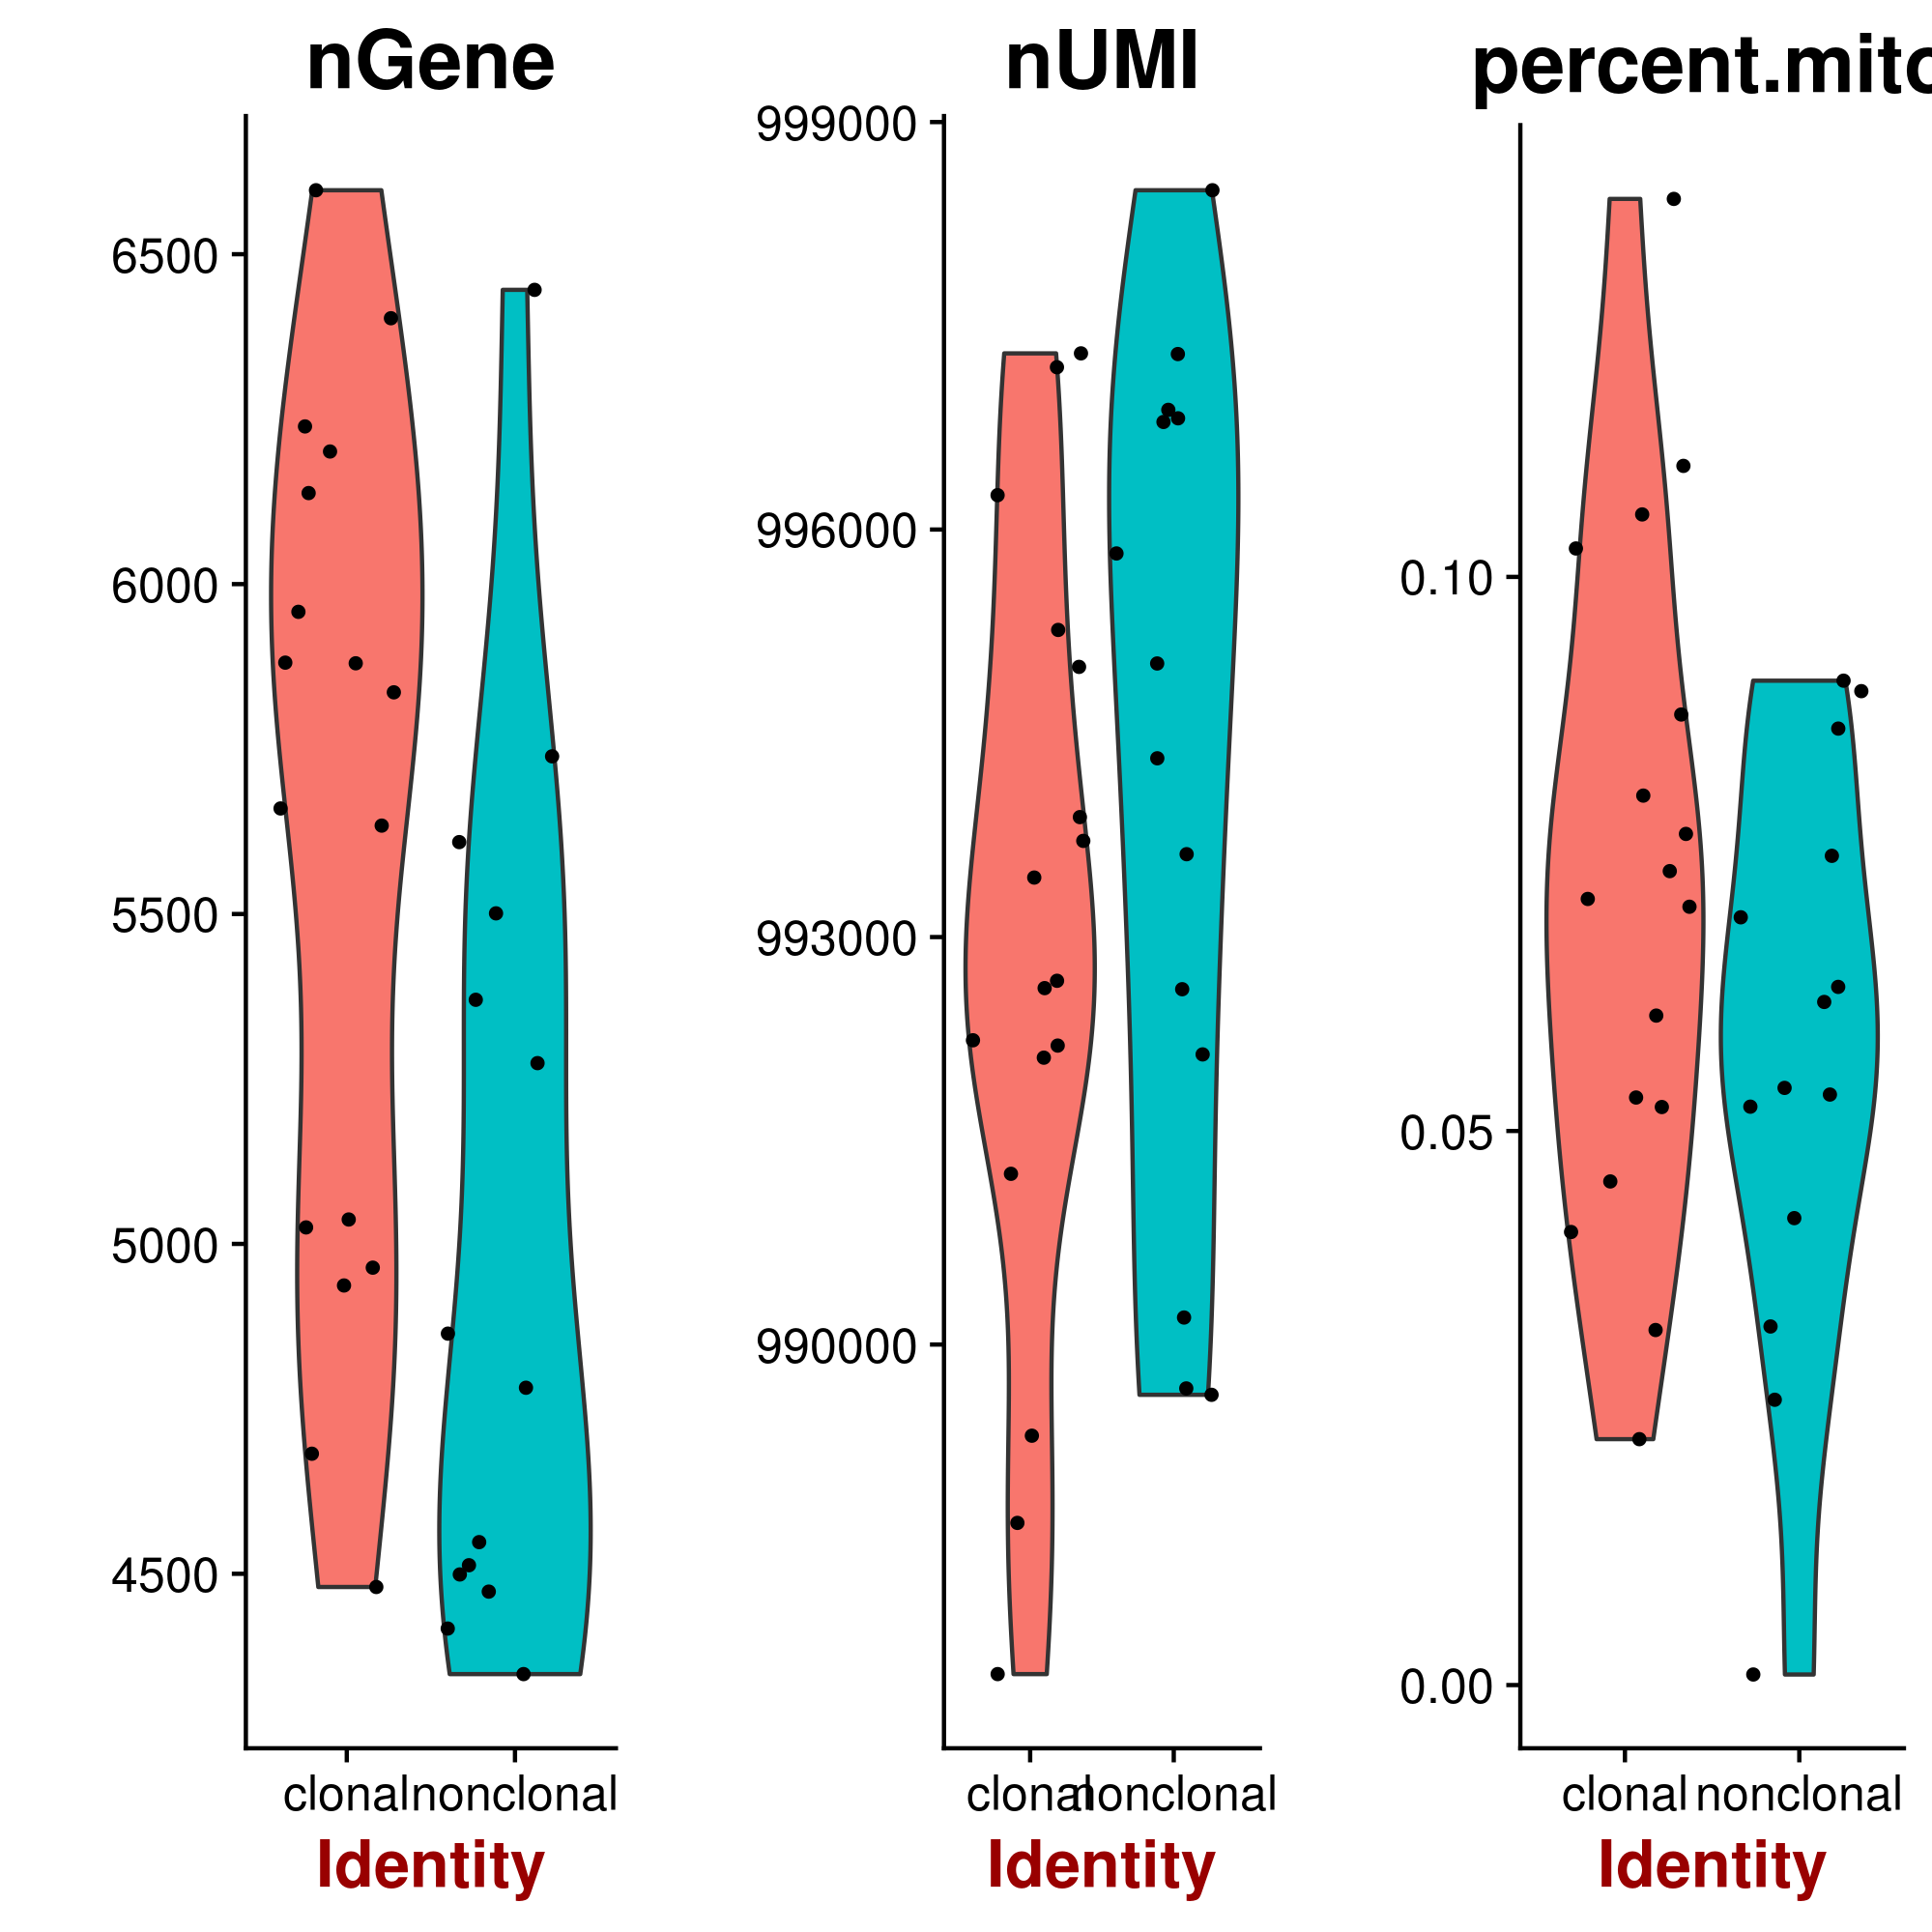 nGene
6500
6000
5500
5000
4500
clonal
nonclonal
Identity
nUMI
999000
996000
993000
990000
clonal
nonclonal
Identity
percent.mito
0.10
0.05
0.00
clonal
nonclonal
Identity